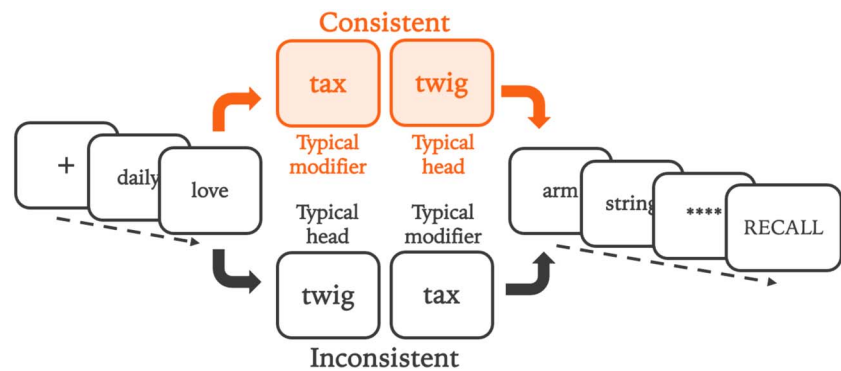 Consistent
tax twig
Typical modifier
Typical head
+
daily
love
Typical head
Typical modifier
twig tax
Inconsistent
arm
string
****
RECALL